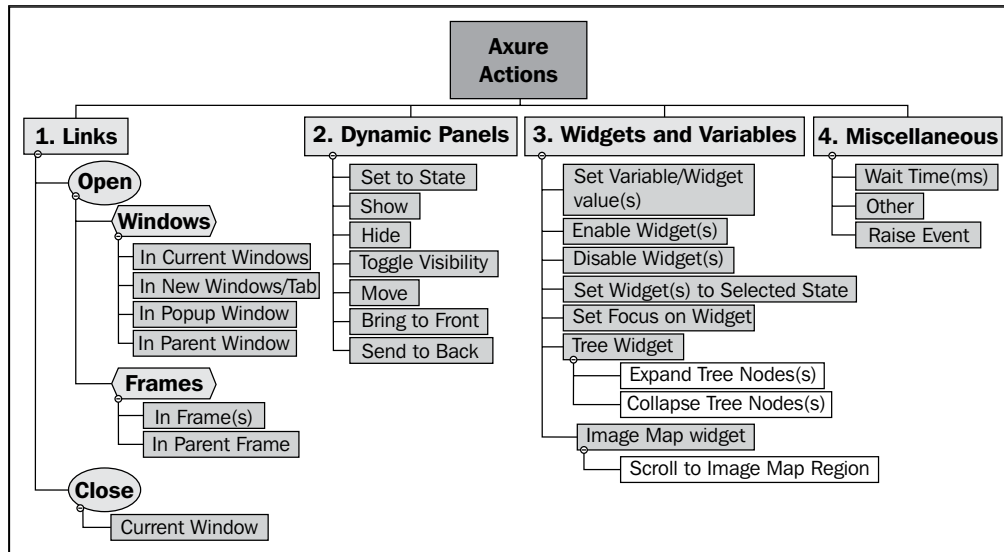 Axure
Actions
1. Links
Open
Windows
In Current Windows
In New Windows/Tab
In Popup Window
In Parent Window
Frames
In Frame(s)
In Parent Frame
Close
Current Window
2. Dynamic Panels
Set to State
Show
Hide
Toggle Visibility
Move
Bring to Front
Send to Back
3. Widgets and Variables
Set Variable/Widget
value(s)
Enable Widget(s)
Disable Widget(s)
Set Widget(s) to Selected State
Set Focus on Widget
Tree Widget
Expand Tree Nodes(s)
Collapse Tree Nodes(s)
Image Map widget
Scroll to Image Map Region
4. Miscellaneous
Wait Time(ms)
Other
Raise Event